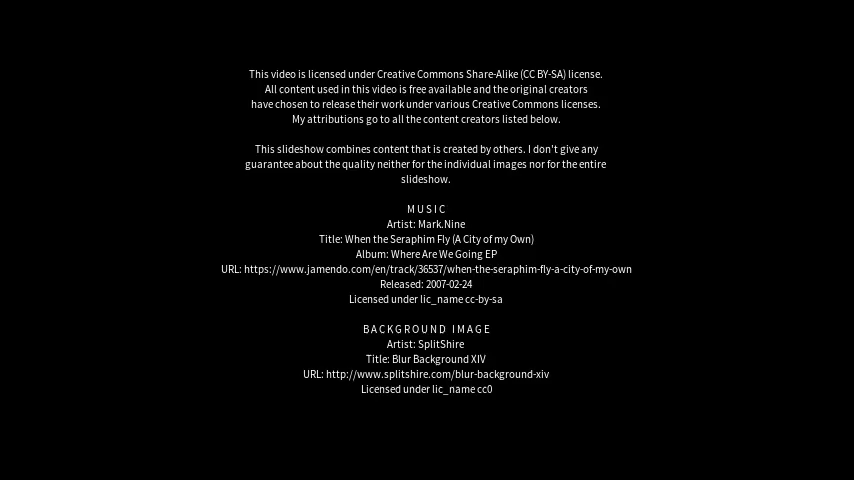 This video is licensed under Creative Commons Share-Alike (CC BY-SA) license.
All content used in this video is free available and the original creators
have chosen to release their work under various Creative Commons licenses.
My attributions go to all the content creators listed below.
This slideshow combines content that is created by others. I don't give any
guarantee about the quality neither for the individual images nor for the entire
slideshow.
MUSIC
Artist: Mark.Nine
Title: When the Seraphim Fly (A City of my Own)
Album: Where Are We Going EP
URL: https://www.jamendo.com/en/track/36537/when-the-seraphim-fly-a-city-of-my-own
Released: 2007-02-24
Licensed under lic_name cc-by-sa
BACKGROUND IMAGE
Artist: SplitShire
Title: Blur Background XIV
URL: http://www.splitshire.com/blur-background-xiv
Licensed under lic_name cc0